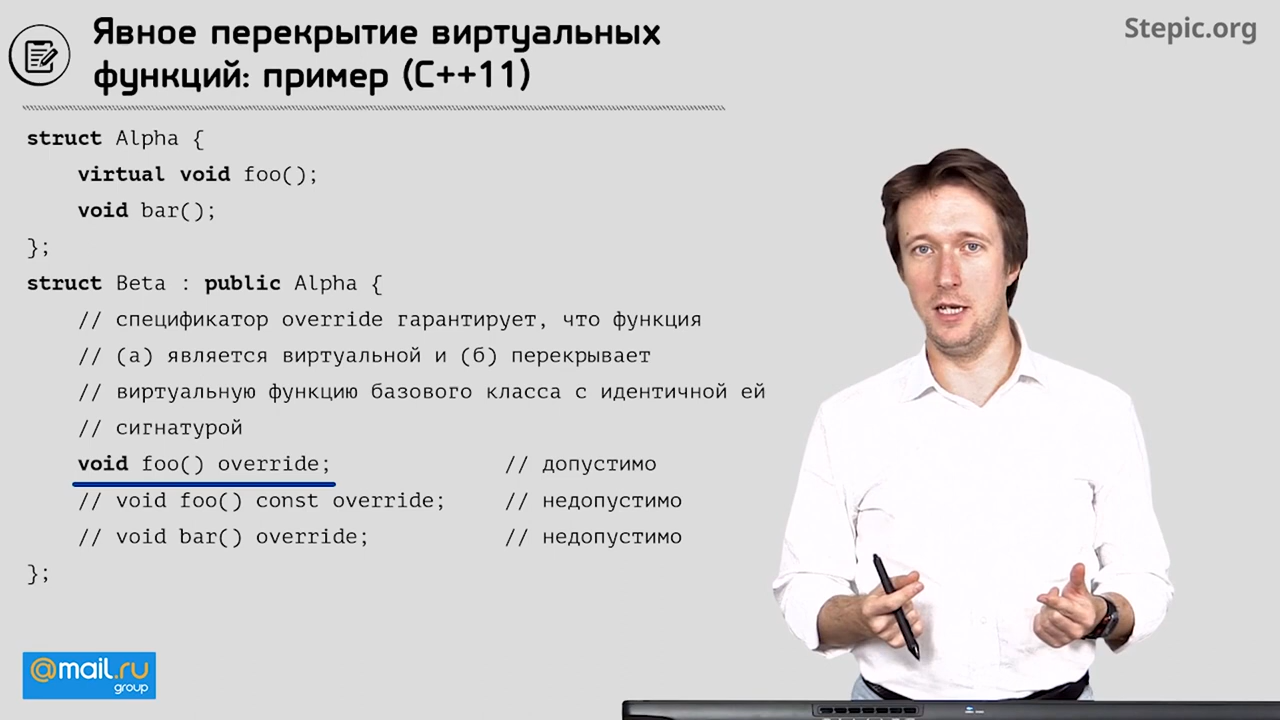 Явное перекрытие виртуальных
функций: пример (C++11)
Stepic.org
struct Alpha {
virtual void foo();
void bar();
};
struct Beta : public Alpha {
// спецификатор override гарантирует, что функция
// (а) является виртуальной и (б) перекрывает
// виртуальную функцию базового класса с идентичной ей
// сигнатурой
void foo() override; // допустимо
// void foo() const override; // недопустимо
// void bar() override; // недопустимо
};
@mail.ru
group